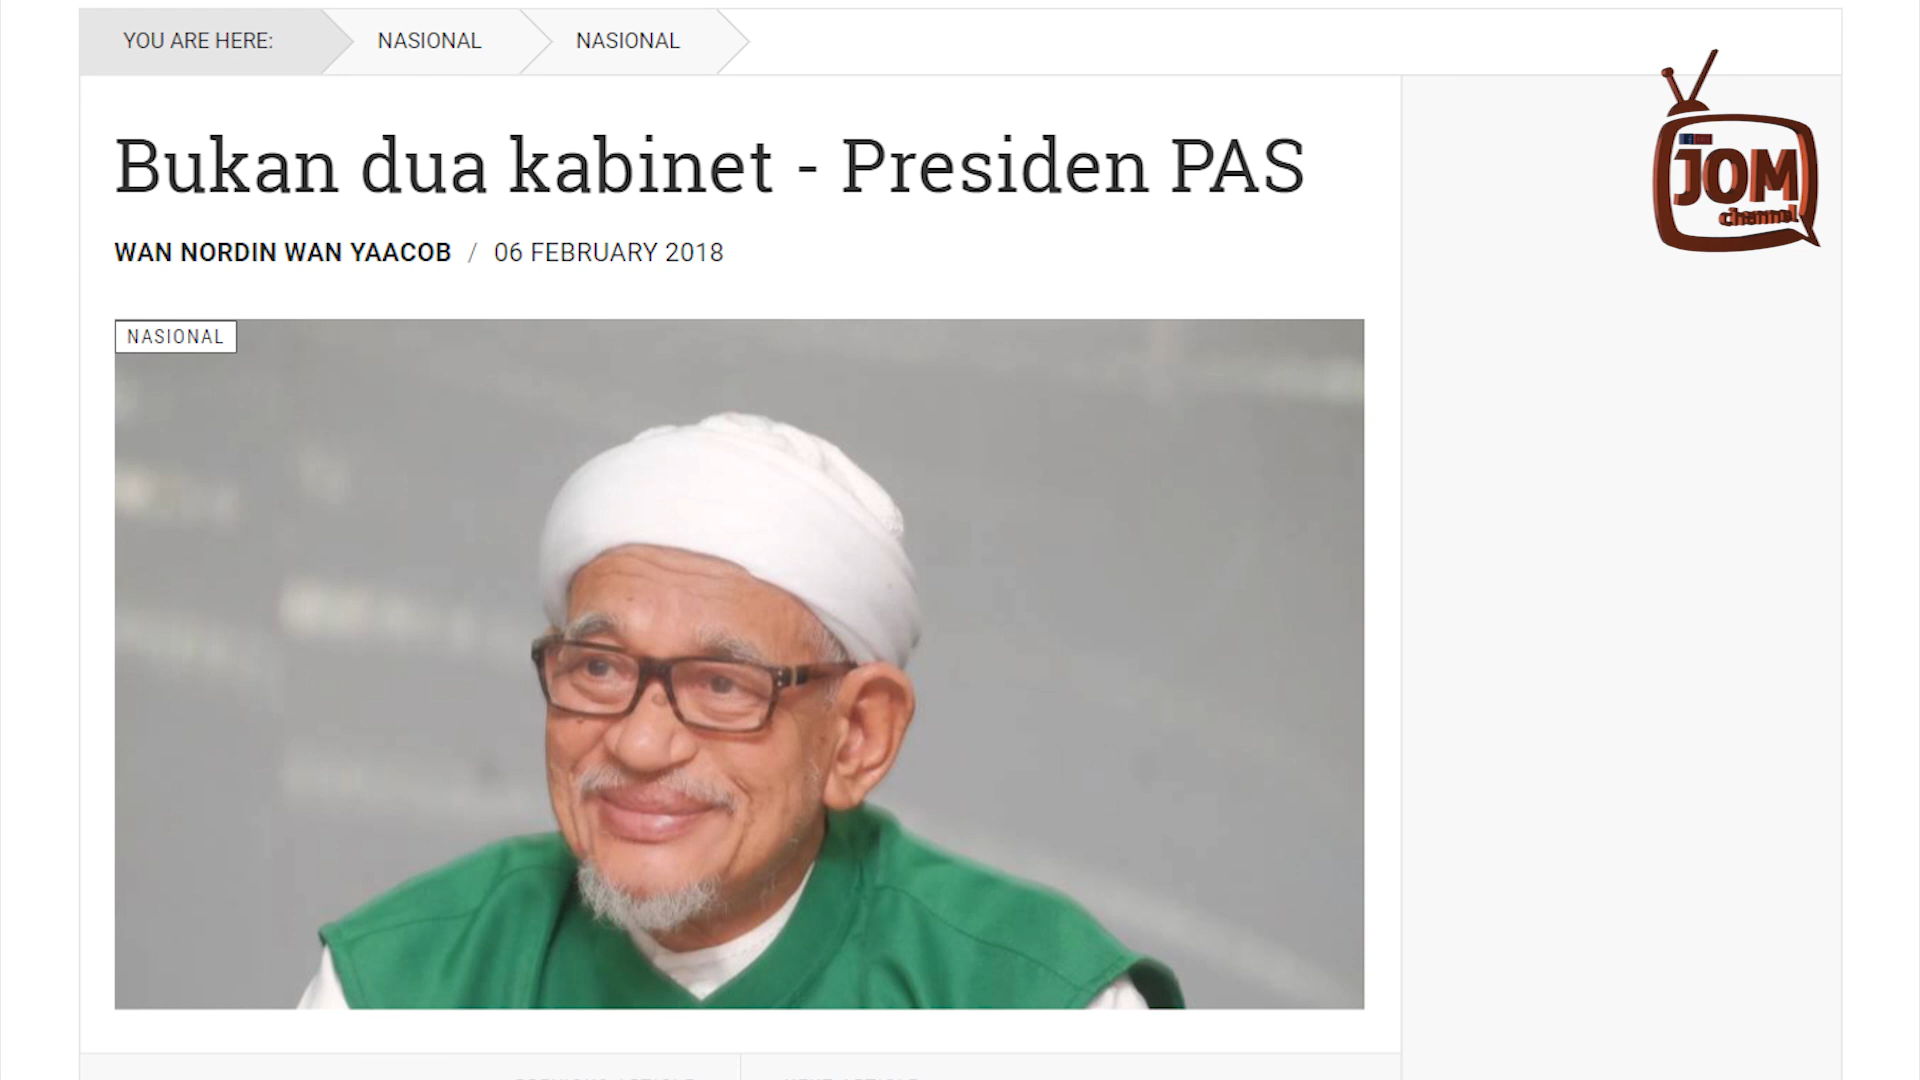 YOU ARE HERE:
NASIONAL
NASIONAL
JOM
channel
Bukan dua kabinet - Presiden PAS
WAN NORDIN WAN YAACOB / 06 FEBRUARY 2018
NASIONAL